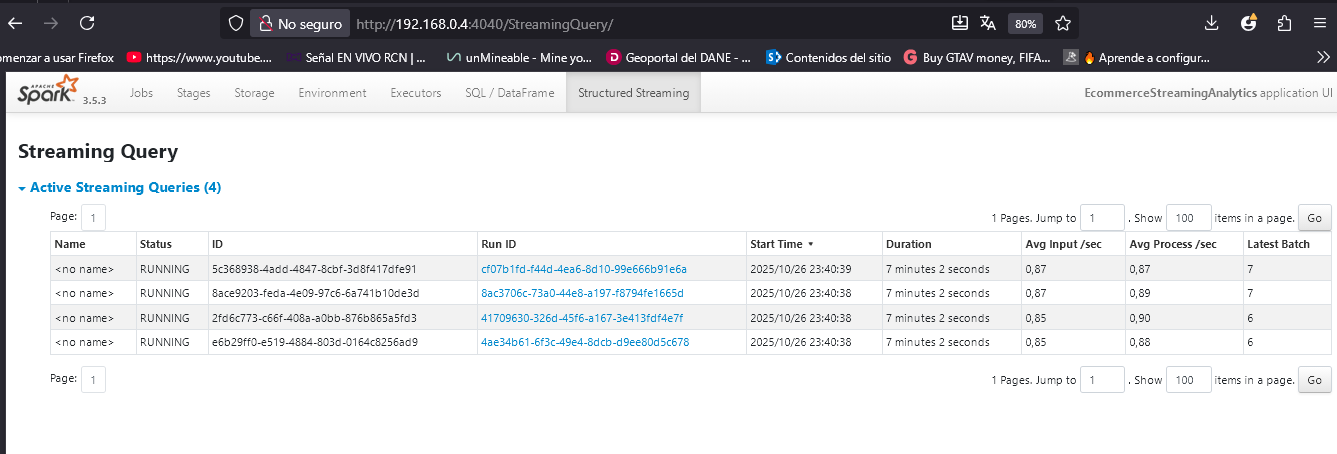 No seguro http://192.168.0.4:4040/StreamingQuery/ 80%
omenzar a usar Firefox https://www.youtube.... Señal EN VIVO RCN | ... unMineable - Mine yo... Geoportal del DANE - ... Contenidos del sitio Buy GTAV money, FIFA... Aprende a configur...
APACHE Spark 3.5.3 Jobs Stages Storage Environment Executors SQL / DataFrame Structured Streaming EcommerceStreamingAnalytics application UI
Streaming Query
Active Streaming Queries (4)
Page: 1 1 Pages. Jump to 1 . Show 100 items in a page. Go
Name Status ID Run ID Start Time Duration Avg Input /sec Avg Process /sec Latest Batch
<no name> RUNNING 5c368938-4add-4847-8cbf-3d8f417dfe91 cf07b1fd-f44d-4ea6-8d10-99e666b91e6a 2025/10/26 23:40:39 7 minutes 2 seconds 0,87 0,87 7
<no name> RUNNING 8ace9203-feda-4e09-97c6-6a741b10de3d 8ac3706c-73a0-44e8-a197-f8794fe1665d 2025/10/26 23:40:38 7 minutes 2 seconds 0,87 0,89 7
<no name> RUNNING 2fd6c773-c66f-408a-a0bb-876b865a5fd3 41709630-326d-45f6-a167-3e413fdf4e7f 2025/10/26 23:40:38 7 minutes 2 seconds 0,85 0,90 6
<no name> RUNNING e6b29ff0-e519-4884-803d-0164c8256ad9 4ae34b61-6f3c-49e4-8dcb-d9ee80d5c678 2025/10/26 23:40:38 7 minutes 2 seconds 0,85 0,88 6
Page: 1 1 Pages. Jump to 1 . Show 100 items in a page. Go